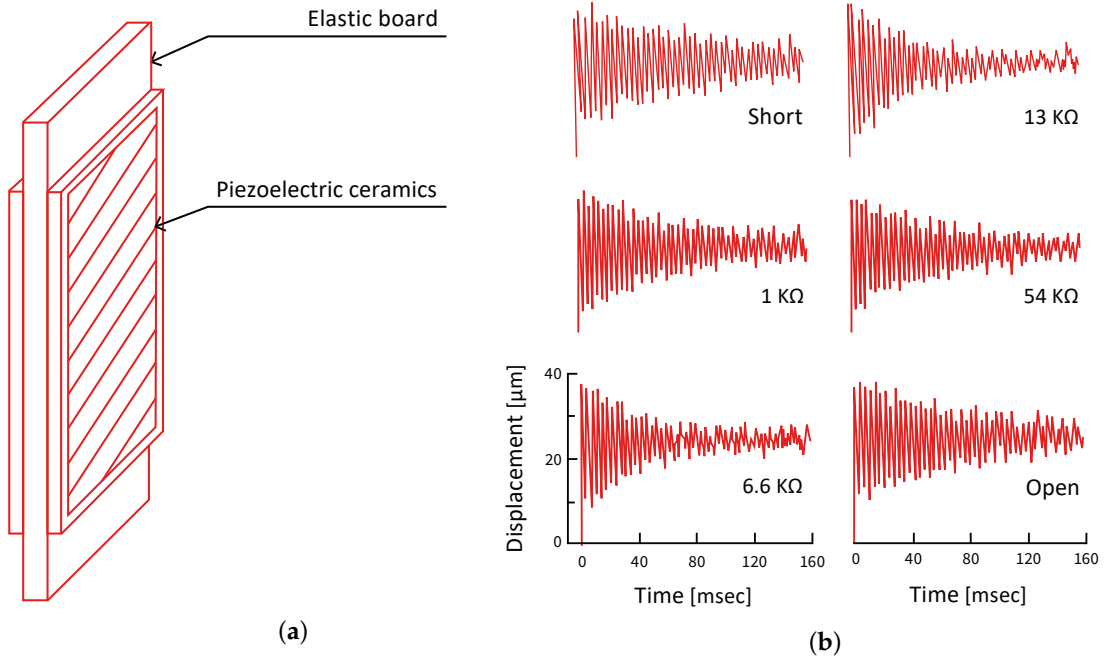 Elastic board
Piezoelectric ceramics
(a)
Short
13 KΩ
1 KΩ
54 KΩ
Displacement [µm]
40
20
0
6.6 KΩ
Open
0 40 80 120 160
0 40 80 120 160
Time [msec]
Time [msec]
(b)